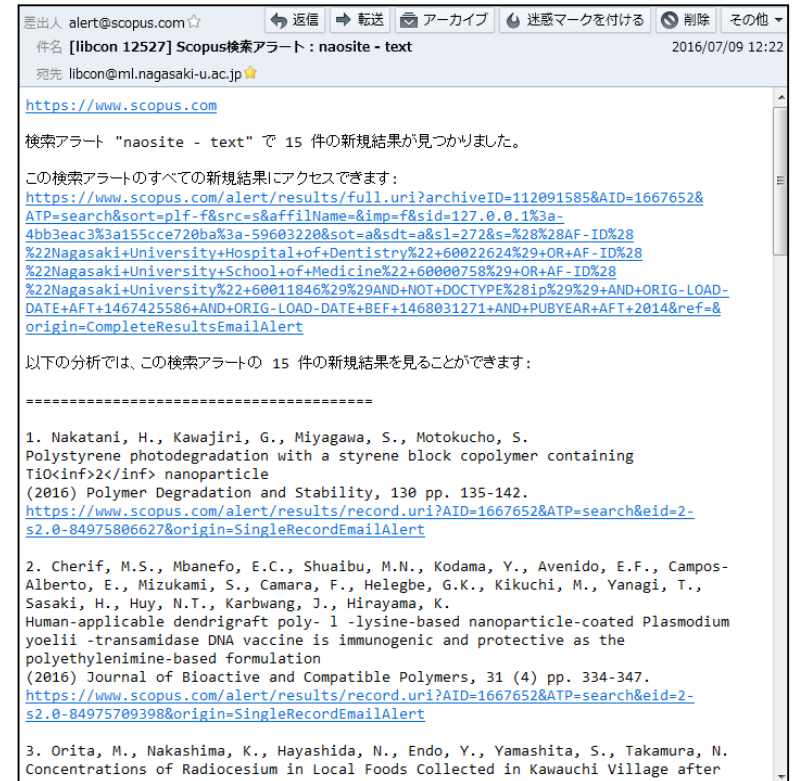 差出人 alert@scopus.com☆ 返信 転送 アーカイブ 迷惑マークを付ける 削除 その他
件名 [libcon 12527] Scopus検索アラート : naosite - text 2016/07/09 12:22
宛先 libcon@ml.nagasaki-u.ac.jp
https://www.scopus.com
検索アラート "naosite - text" で 15 件の新規結果が見つかりました。
この検索アラートのすべての新規結果にアクセスできます:
https://www.scopus.com/alert/results/full.uri?archiveID=112091585&AID=1667652&
ATP=search&sort=plf-f&src=s&affilName=&imp=f&sid=127.0.0.1%3a-
4bb3eac3%3a155cce720ba%3a-59603220&sot=a&sdt=a&sl=272&s=%28%28AF-ID%28
%22Nagasaki+University+Hospital+of+Dentistry%22+60022624%29+OR+AF-ID%28
%22Nagasaki+University+School+of+Medicine%22+60000758%29+OR+AF-ID%28
%22Nagasaki+University%22+60011846%29%29AND+NOT+DOCTYPE%28ip%29%29+AND+ORIG-LOAD-
DATE+AFT+1467425586+AND+ORIG-LOAD-DATE+BEF+1468031271+AND+PUBYEAR+AFT+2014&ref=&
origin=CompleteResultsEmailAlert
以下の分析では、この検索アラートの 15 件の新規結果を見ることができます:
========================================
1. Nakatani, H., Kawajiri, G., Miyagawa, S., Motokucho, S.
Polystyrene photodegradation with a styrene block copolymer containing
TiO<inf>2</inf> nanoparticle
(2016) Polymer Degradation and Stability, 130 pp. 135-142.
https://www.scopus.com/alert/results/record.uri?AID=1667652&ATP=search&eid=2-
s2.0-84975806627&origin=SingleRecordEmailAlert
2. Cherif, M.S., Mbanefo, E.C., Shuaibu, M.N., Kodama, Y., Avenido, E.F., Campos-
Alberto, E., Mizukami, S., Camara, F., Helegbe, G.K., Kikuchi, M., Yanagi, T.,
Sasaki, H., Huy, N.T., Karbwang, J., Hirayama, K.
Human-applicable dendrigraft poly- l -lysine-based nanoparticle-coated Plasmodium
yoelii -transamidase DNA vaccine is immunogenic and protective as the
polyethylenimine-based formulation
(2016) Journal of Bioactive and Compatible Polymers, 31 (4) pp. 334-347.
https://www.scopus.com/alert/results/record.uri?AID=1667652&ATP=search&eid=2-
s2.0-84975709398&origin=SingleRecordEmailAlert
3. Orita, M., Nakashima, K., Hayashida, N., Endo, Y., Yamashita, S., Takamura, N.
Concentrations of Radiocesium in Local Foods Collected in Kawauchi Village after